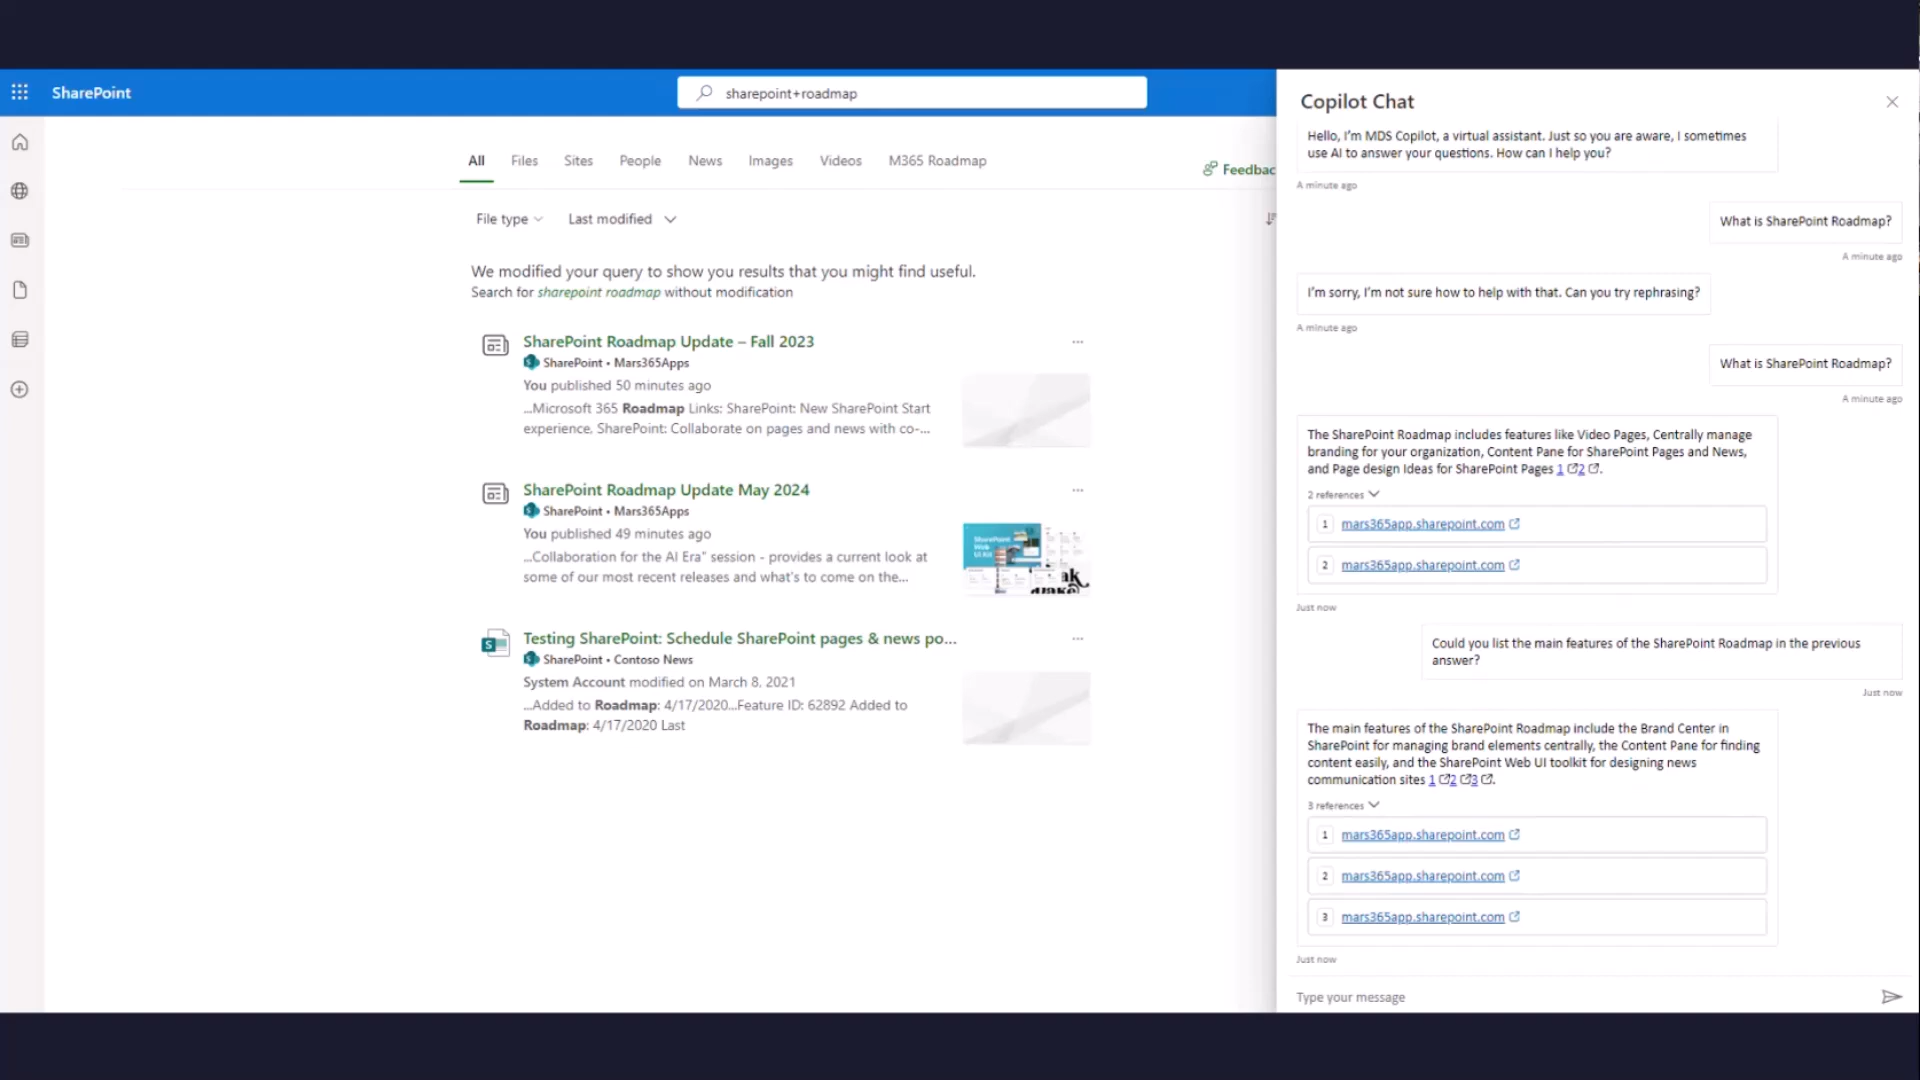 SharePoint
sharepoint+roadmap
All Files Sites People News Images Videos M365 Roadmap
Feedbac
File type Last modified
We modified your query to show you results that you might find useful.
Search for sharepoint roadmap without modification
SharePoint Roadmap Update – Fall 2023
SharePoint • Mars365Apps
You published 50 minutes ago
...Microsoft 365 Roadmap Links: SharePoint: New SharePoint Start
experience, SharePoint: Collaborate on pages and news with co-...
SharePoint Roadmap Update May 2024
SharePoint • Mars365Apps
You published 49 minutes ago
...Collaboration for the AI Era" session - provides a current look at
some of our most recent releases and what's to come on the...
SharePoint
Web
UI Kit
Testing SharePoint: Schedule SharePoint pages & news po...
SharePoint • Contoso News
System Account modified on March 8, 2021
...Added to Roadmap: 4/17/2020...Feature ID: 62892 Added to
Roadmap: 4/17/2020 Last
Copilot Chat
Hello, I'm MDS Copilot, a virtual assistant. Just so you are aware, I sometimes
use AI to answer your questions. How can I help you?
A minute ago
What is SharePoint Roadmap?
A minute ago
I'm sorry, I'm not sure how to help with that. Can you try rephrasing?
A minute ago
What is SharePoint Roadmap?
A minute ago
The SharePoint Roadmap includes features like Video Pages, Centrally manage
branding for your organization, Content Pane for SharePoint Pages and News,
and Page design Ideas for SharePoint Pages 1 2 .
2 references
1 mars365app.sharepoint.com
2 mars365app.sharepoint.com
Just now
Could you list the main features of the SharePoint Roadmap in the previous
answer?
Just now
The main features of the SharePoint Roadmap include the Brand Center in
SharePoint for managing brand elements centrally, the Content Pane for finding
content easily, and the SharePoint Web UI toolkit for designing news
communication sites 1 2 3 .
3 references
1 mars365app.sharepoint.com
2 mars365app.sharepoint.com
3 mars365app.sharepoint.com
Just now
Type your message